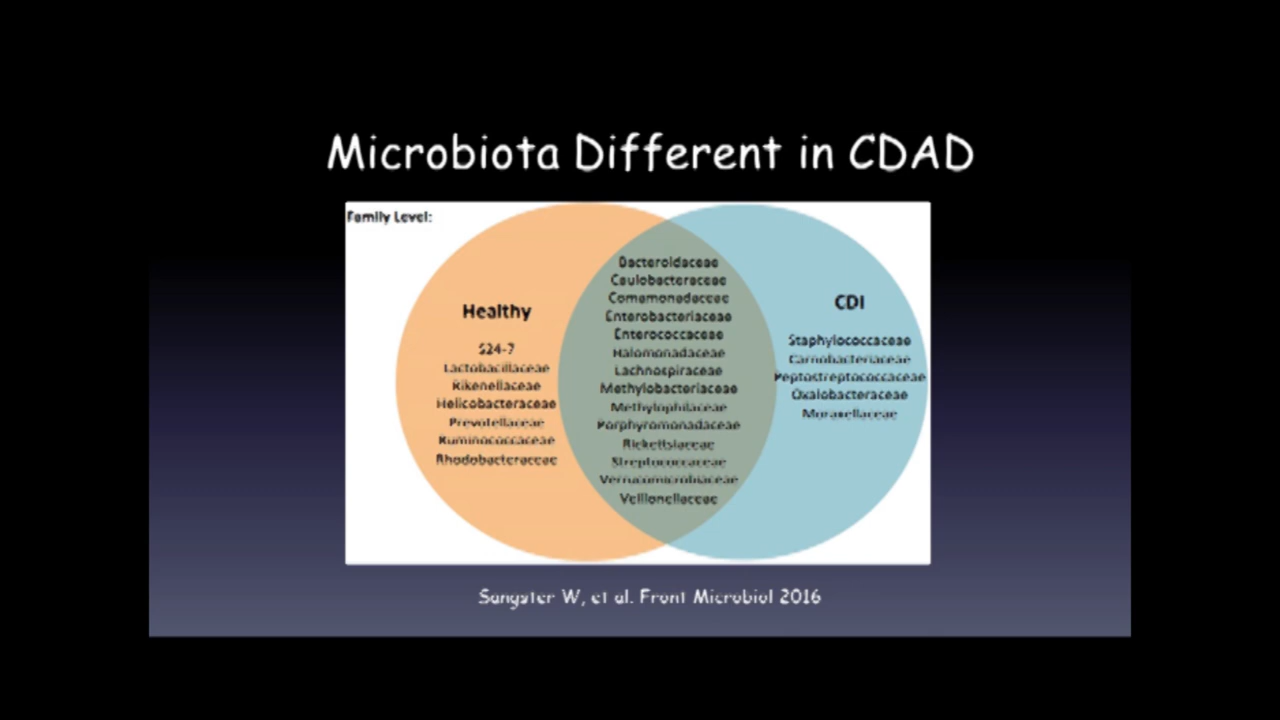 Microbiota Different in CDAD
Family Level:
Healthy
S24-7
Lactobacillaceae
Rikenellaceae
Helicobacteraceae
Prevotellaceae
Ruminococcaceae
Rhodobacteraceae
Bacteroidaceae
Caulobacteraceae
Comamonadaceae
Enterobacteriaceae
Enterococcaceae
Halomonadaceae
Lachnospiraceae
Methylobacteriaceae
Methylophilaceae
Porphyromonadaceae
Rickettsiaceae
Streptococcaceae
Verrucomicrobiaceae
Veillonellaceae
CDI
Staphylococcaceae
Carnobacteriaceae
Peptostreptococcaceae
Oxalobacteraceae
Moraxellaceae
Sangster W, et al. Front Microbiol 2016